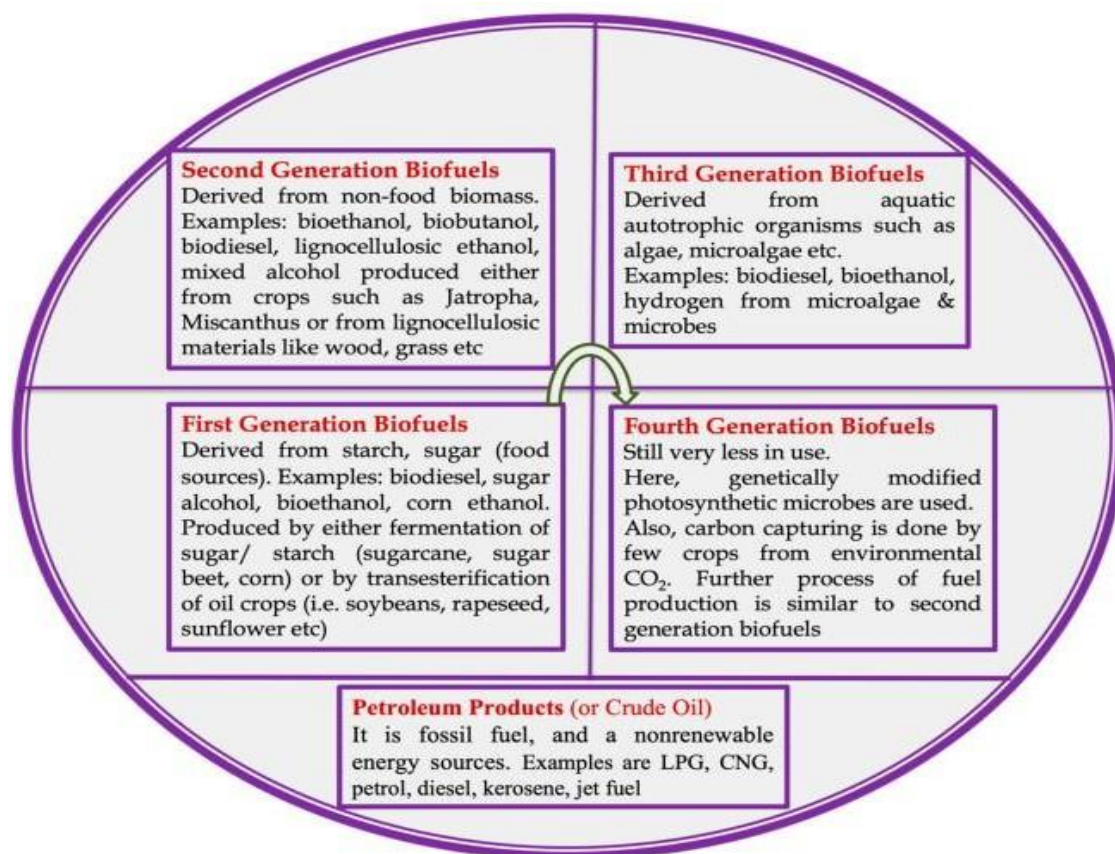 Second Generation Biofuels
Derived from non-food biomass.
Examples: bioethanol, biobutanol,
biodiesel, lignocellulosic ethanol,
mixed alcohol produced either
from crops such as Jatropha,
Miscanthus or from lignocellulosic
materials like wood, grass etc
Third Generation Biofuels
Derived from aquatic
autotrophic organisms such as
algae, microalgae etc.
Examples: biodiesel, bioethanol,
hydrogen from microalgae &
microbes
First Generation Biofuels
Derived from starch, sugar (food
sources). Examples: biodiesel, sugar
alcohol, bioethanol, corn ethanol.
Produced by either fermentation of
sugar/ starch (sugarcane, sugar
beet, corn) or by transesterification
of oil crops (i.e. soybeans, rapeseed,
sunflower etc)
Fourth Generation Biofuels
Still very less in use.
Here, genetically modified
photosynthetic microbes are used.
Also, carbon capturing is done by
few crops from environmental
CO₂. Further process of fuel
production is similar to second
generation biofuels
Petroleum Products (or Crude Oil)
It is fossil fuel, and a nonrenewable
energy sources. Examples are LPG, CNG,
petrol, diesel, kerosene, jet fuel